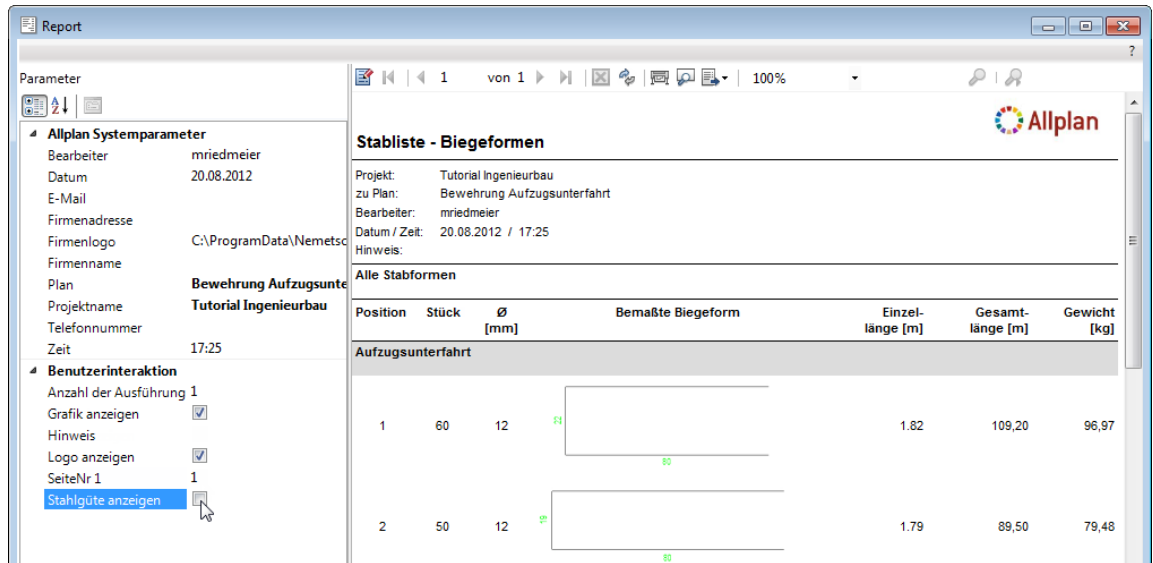 Report
?
Parameter
1 von 1 100%
Allplan Systemparameter
Bearbeiter mriedmeier
Datum 20.08.2012
E-Mail
Firmenadresse
Firmenlogo C:\ProgramData\Nemetsc
Firmenname
Plan Bewehrung Aufzugsunte
Projektname Tutorial Ingenieurbau
Telefonnummer
Zeit 17:25
Benutzerinteraktion
Anzahl der Ausführung 1
Grafik anzeigen
Hinweis
Logo anzeigen
SeiteNr 1 1
Stahlgüte anzeigen
Allplan
Stabliste - Biegeformen
Projekt: Tutorial Ingenieurbau
zu Plan: Bewehrung Aufzugsunterfahrt
Bearbeiter: mriedmeier
Datum / Zeit: 20.08.2012 / 17:25
Hinweis:
Alle Stabformen
Position Stück Ø Bemaßte Biegeform Einzel- Gesamt- Gewicht
[mm] länge [m] länge [m] [kg]
Aufzugsunterfahrt
1 60 12 1.82 109,20 96,97
80
2 50 12 1.79 89,50 79,48
80